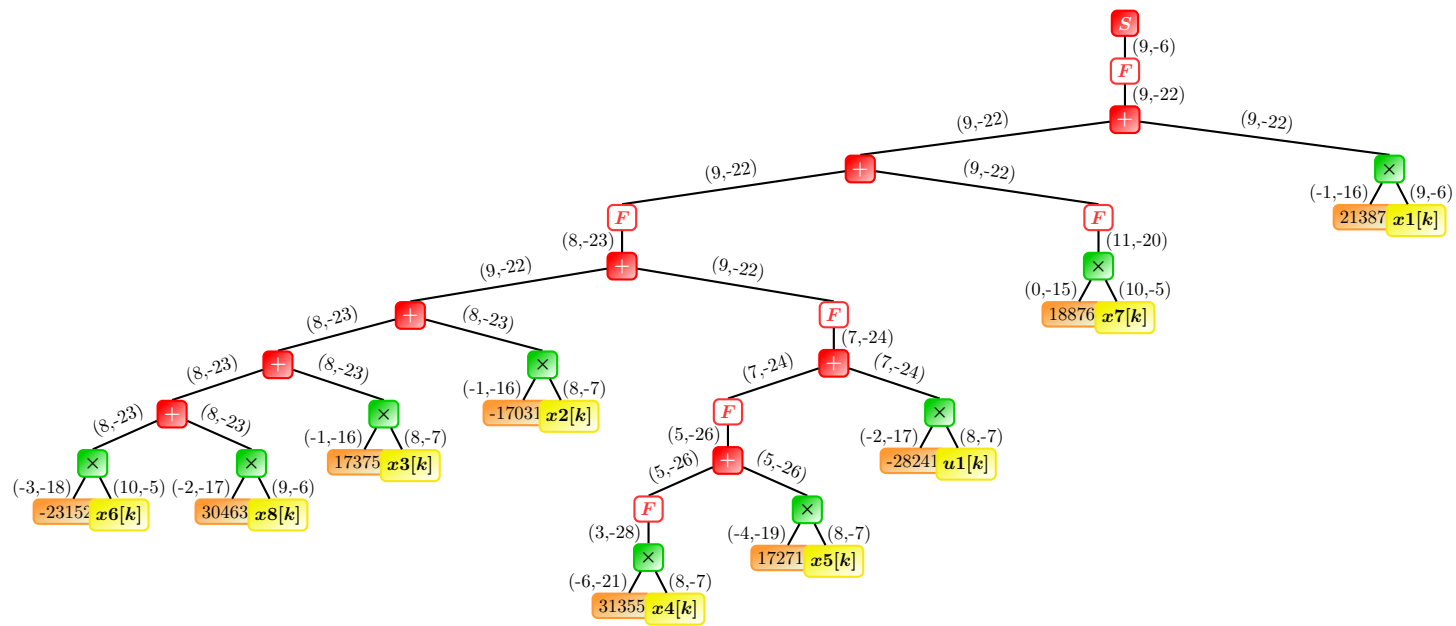 S
(9,-6)
F
(9,-22)
+
(9,-22) (9,-22)
+ ×
(9,-22) (9,-22) (-1,-16) (9,-6)
F F 21387 x1[k]
(8,-23) (11,-20)
+ ×
(9,-22) (9,-22) (0,-15) (10,-5)
+ F 18876 x7[k]
(8,-23) (8,-23) (7,-24)
+ × +
(8,-23) (8,-23) (-1,-16) (8,-7) (7,-24) (7,-24)
+ × -17031 x2[k] F ×
(8,-23) (8,-23) (-1,-16) (8,-7) (5,-26) (-2,-17) (8,-7)
× × 17375 x3[k] + -28241 u1[k]
(-3,-18) (10,-5) (-2,-17) (9,-6) (5,-26) (5,-26)
-23152 x6[k] 30463 x8[k] F ×
(3,-28) (-4,-19) (8,-7)
× 17271 x5[k]
(-6,-21) (8,-7)
31355 x4[k]